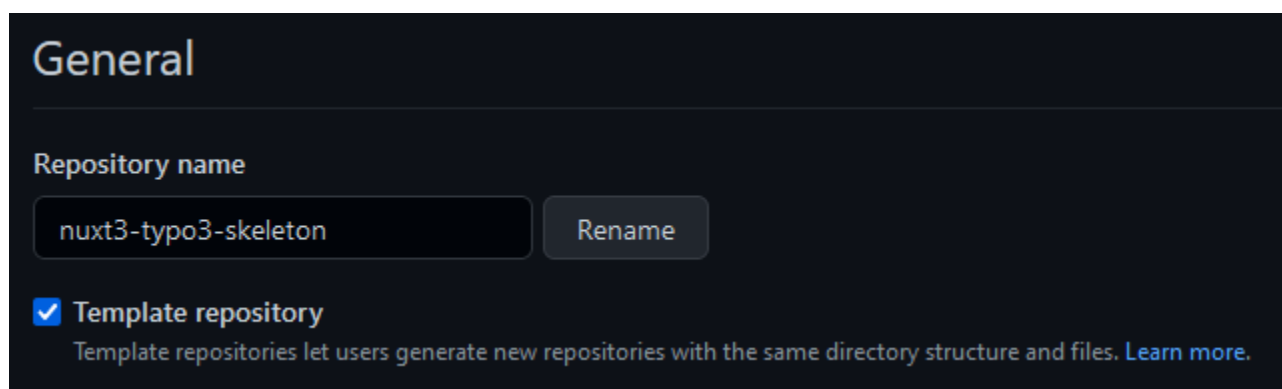 General
Repository name
nuxt3-typo3-skeleton
Rename
Template repository
Template repositories let users generate new repositories with the same directory structure and files. Learn more.